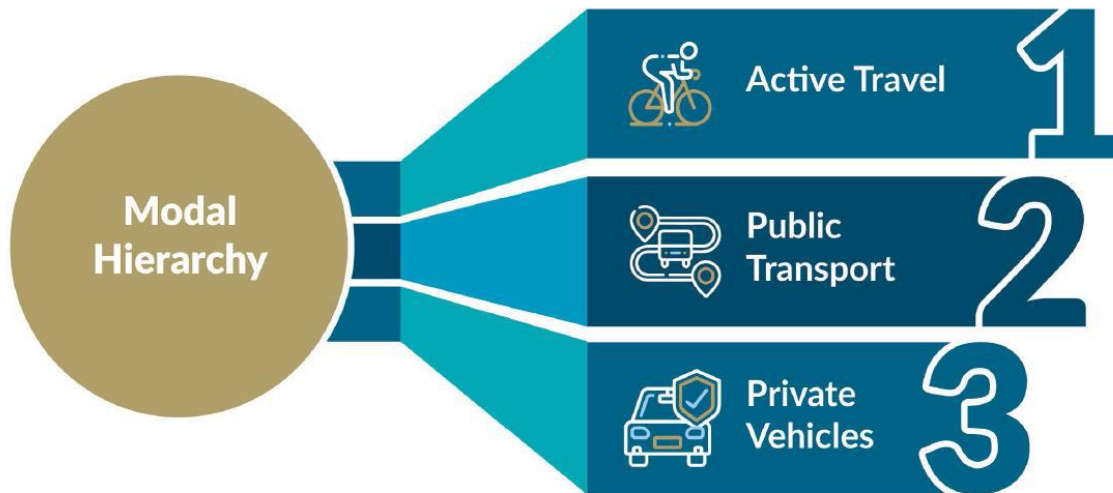 Modal
Hierarchy
Active Travel
1
Public
Transport
2
Private
Vehicles
3